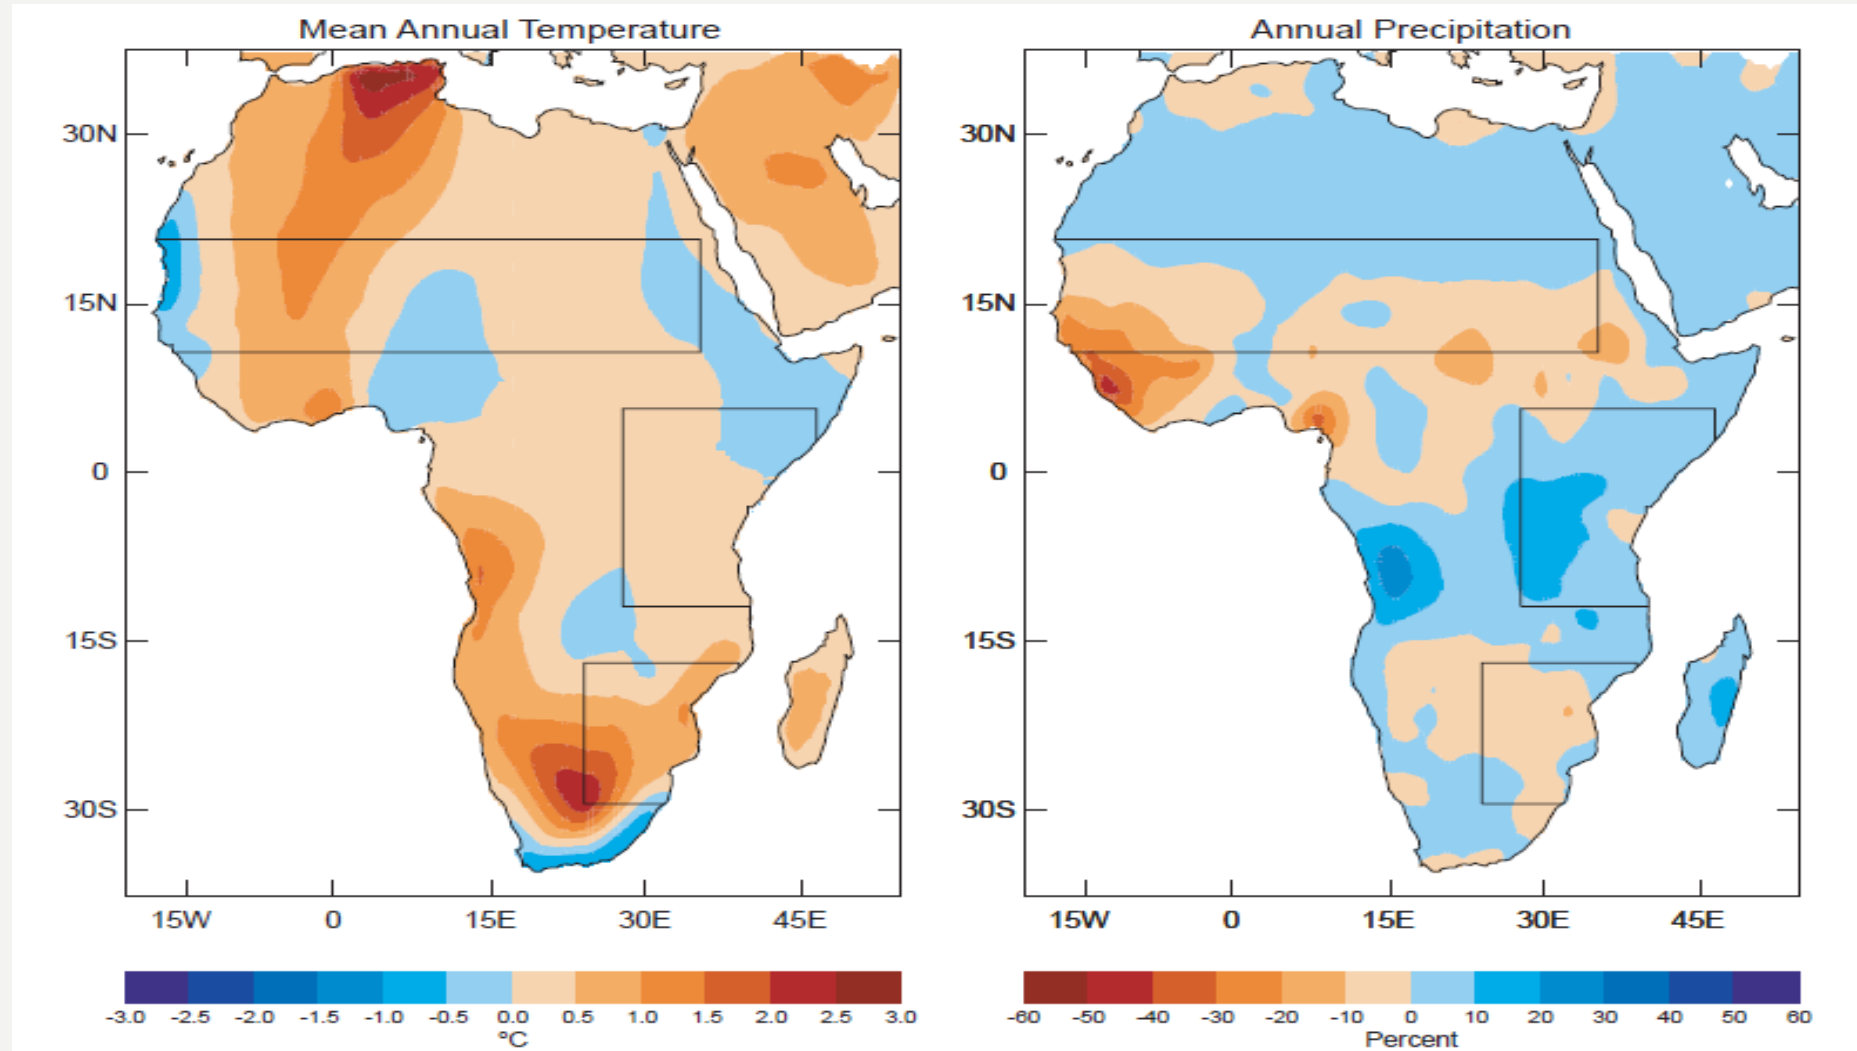 Mean Annual Temperature
30N
15N
0
15S
30S
15W 0 15E 30E 45E
-3.0 -2.5 -2.0 -1.5 -1.0 -0.5 0.0 0.5 1.0 1.5 2.0 2.5 3.0
°C
Annual Precipitation
30N
15N
0
15S
30S
15W 0 15E 30E 45E
-60 -50 -40 -30 -20 -10 0 10 20 30 40 50 60
Percent